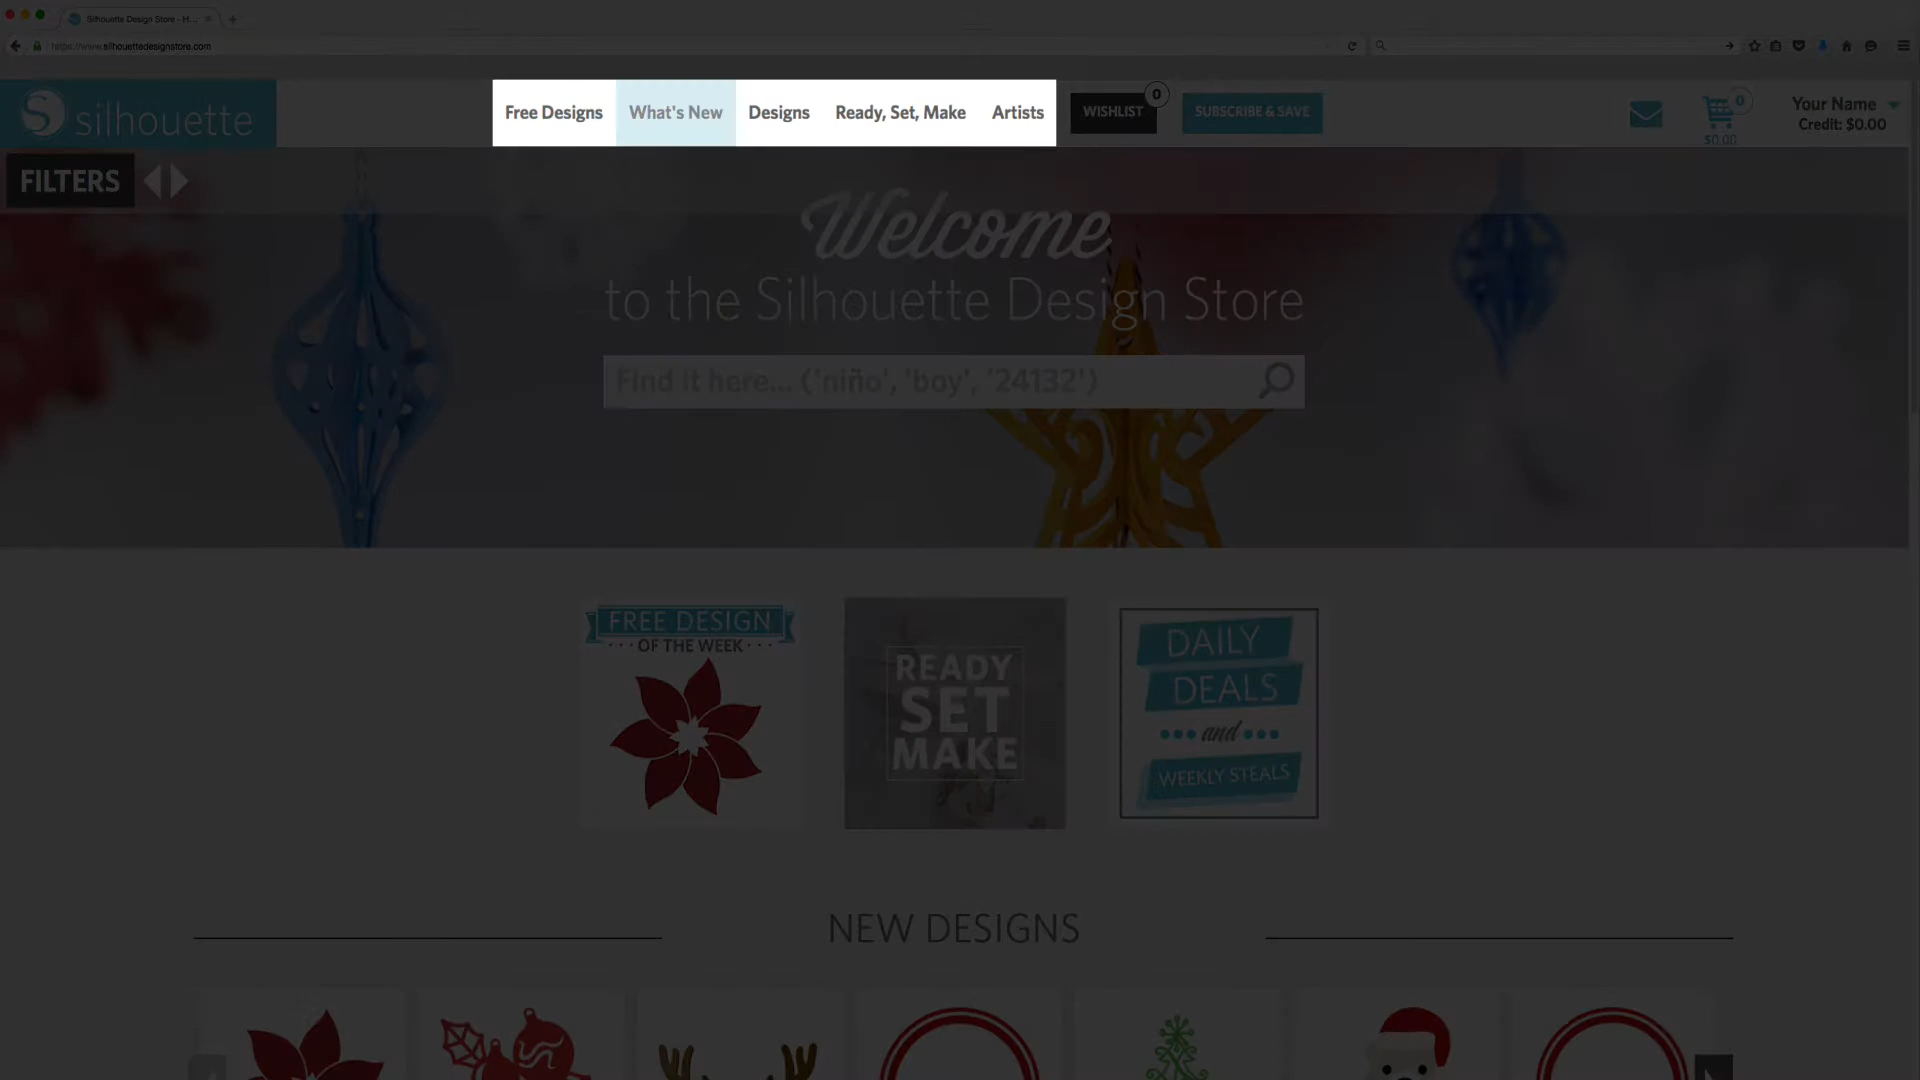 Silhouette Design Store - H...
https://www.silhouettedesignstore.com
silhouette
Free Designs
What's New
Designs
Ready, Set, Make
Artists
WISHLIST
0
SUBSCRIBE & SAVE
0
$0.00
Your Name
Credit: $0.00
FILTERS
Welcome
to the Silhouette Design Store
Find it here... ('niño', 'boy', '24132')
FREE DESIGN
OF THE WEEK
READY
SET
MAKE
DAILY
DEALS
and
WEEKLY STEALS
NEW DESIGNS